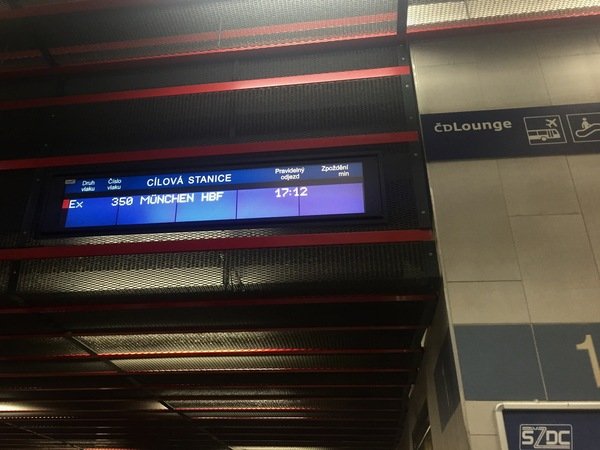 Druh vlaku Číslo vlaku CÍLOVÁ STANICE Pravidelný odjezd Zpoždění min
Ex 350 MÜNCHEN HBF 17:12
ČDLounge
1
SŽDC